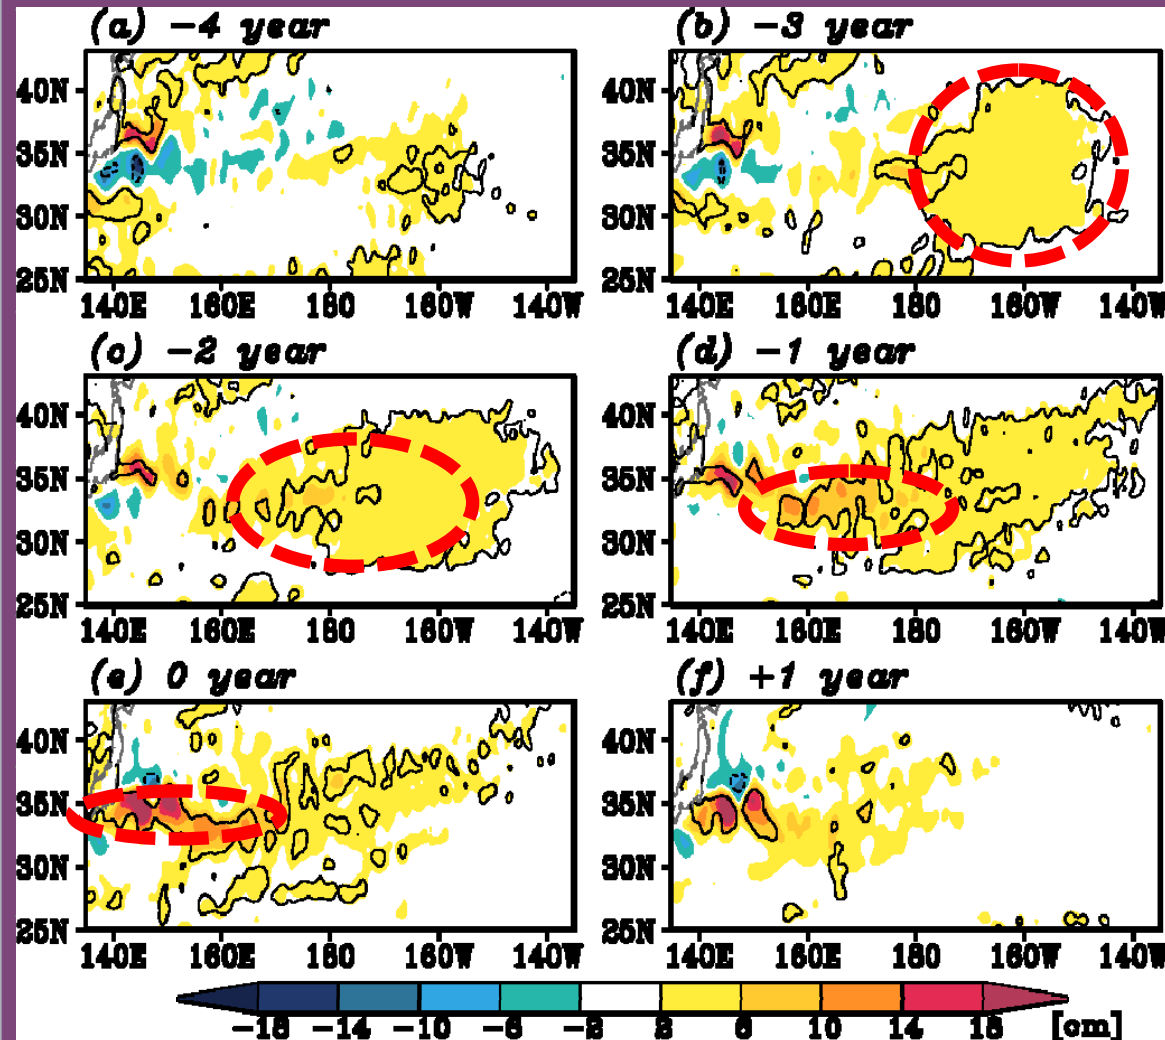 (a) -4 year
(b) -3 year
40N
35N
30N
25N
140E 160E 180 160W 140W
40N
35N
30N
25N
140E 160E 180 160W 140W
(c) -2 year
(d) -1 year
40N
35N
30N
25N
140E 160E 180 160W 140W
40N
35N
30N
25N
140E 160E 180 160W 140W
(e) 0 year
(f) +1 year
40N
35N
30N
25N
140E 160E 180 160W 140W
40N
35N
30N
25N
140E 160E 180 160W 140W
-18 -14 -10 -6 -2 2 6 10 14 18 [cm]